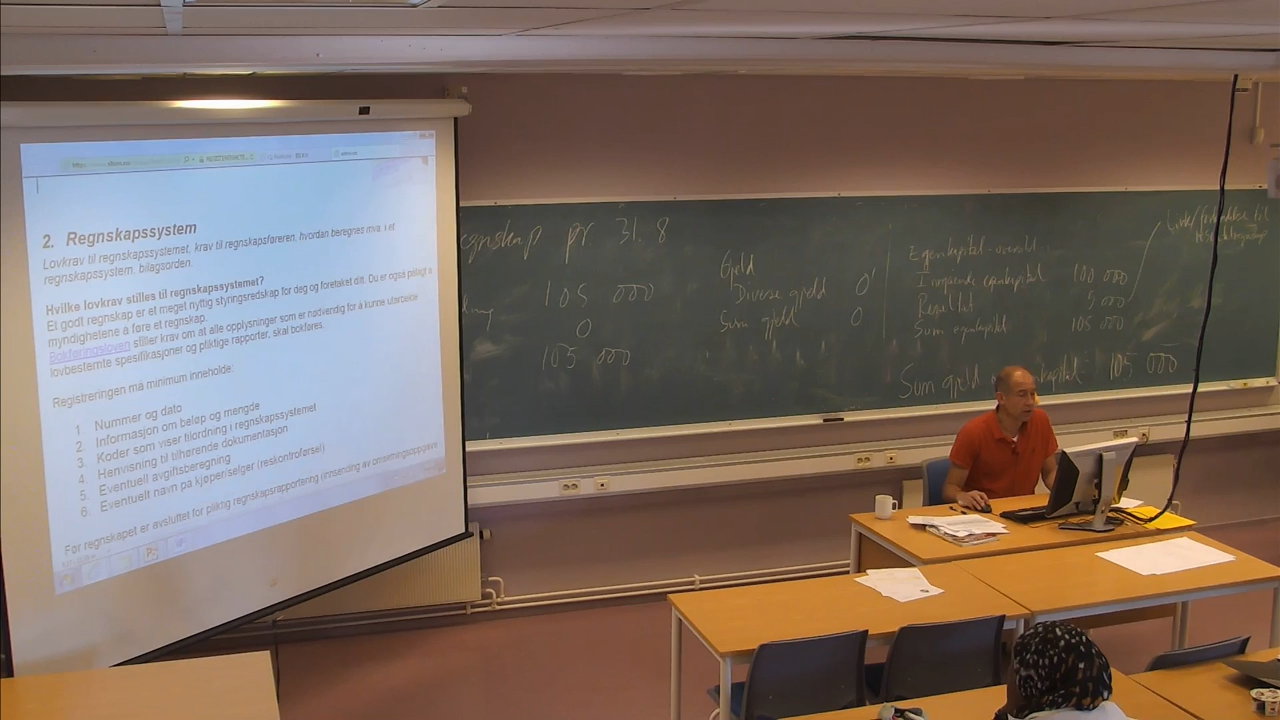 2. Regnskapssystem
Lovkrav til regnskapssystemet, krav til regnskapsføreren, hvordan beregnes mva. i et
regnskapssystem, bilagsorden.
Hvilke lovkrav stilles til regnskapssystemet?
Et godt regnskap er et meget nyttig styringsredskap for deg og foretaket ditt. Du er også pålagt av
myndighetene å føre et regnskap.
Bokføringsloven stiller krav om at alle opplysninger som er nødvendig for å kunne utarbeide
lovbestemte spesifikasjoner og pliktige rapporter, skal bokføres.
Registreringen må minimum inneholde:
1. Nummer og dato
2. Informasjon om beløp og mengde
3. Koder som viser tilordning i regnskapssystemet
4. Henvisning til tilhørende dokumentasjon
5. Eventuell avgiftsberegning
6. Eventuelt navn på kjøper/selger (reskontroførsel)
Før regnskapet er avsluttet for pliktig regnskapsrapportering (innsending av omsetningsoppgaven
pr. 31.8
105 000
0
105 000
Gjeld
Diverse gjeld 0
Sum gjeld 0
Egenkapital-oversikt
Inngående egenkapital 100 000
Resultat 5 000
Sum egenkapital 105 000
Sum gjeld 105 000